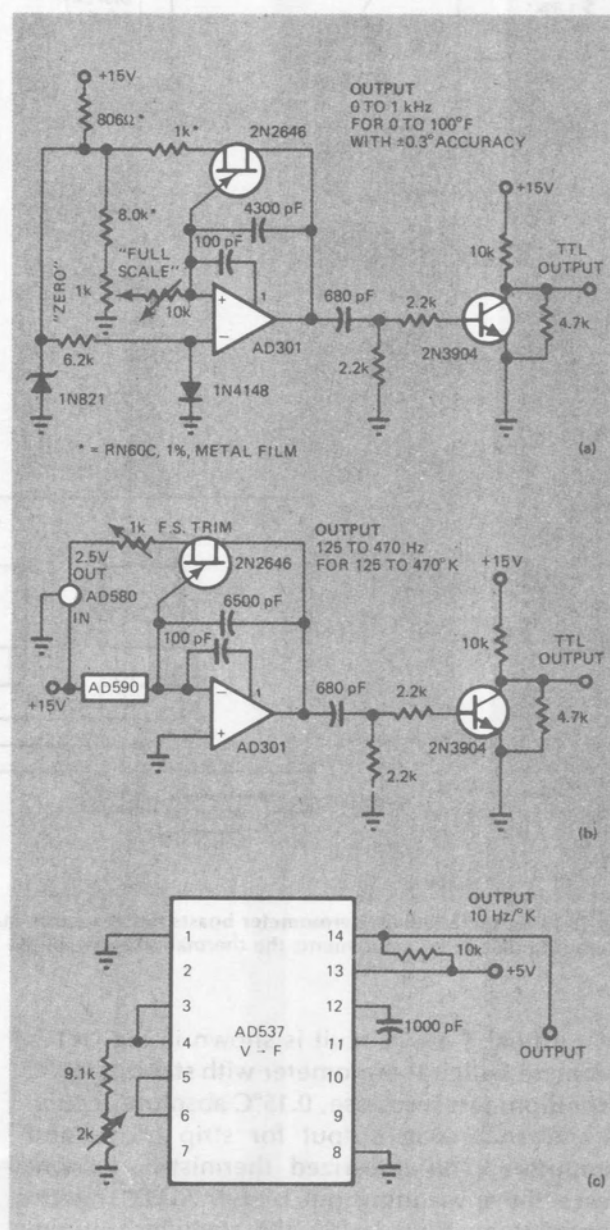 +15V
806Ω*
1k*
2N2646
OUTPUT
0 TO 1 kHz
FOR 0 TO 100°F
WITH ±0.3° ACCURACY
+15V
8.0k*
4300 pF
100 pF
10k
"FULL
SCALE"
TTL
OUTPUT
"ZERO"
1k
10k
+
1
680 pF
2.2k
6.2k
−
AD301
2N3904
4.7k
1N821
1N4148
2.2k
* = RN60C, 1%, METAL FILM
(a)
1k F.S. TRIM
OUTPUT
125 TO 470 Hz
FOR 125 TO 470°K
2.5V
OUT
2N2646
+15V
AD580
IN
6500 pF
100 pF
10k
TTL
OUTPUT
+15V
AD590
−
1
680 pF
2.2k
+
AD301
2N3904
4.7k
2.2k
(b)
OUTPUT
10 Hz/°K
1
14
10k
2
13
+5V
3
12
4
AD537
V → F
11
1000 pF
OUTPUT
9.1k
5
10
6
9
2k
7
8
(c)